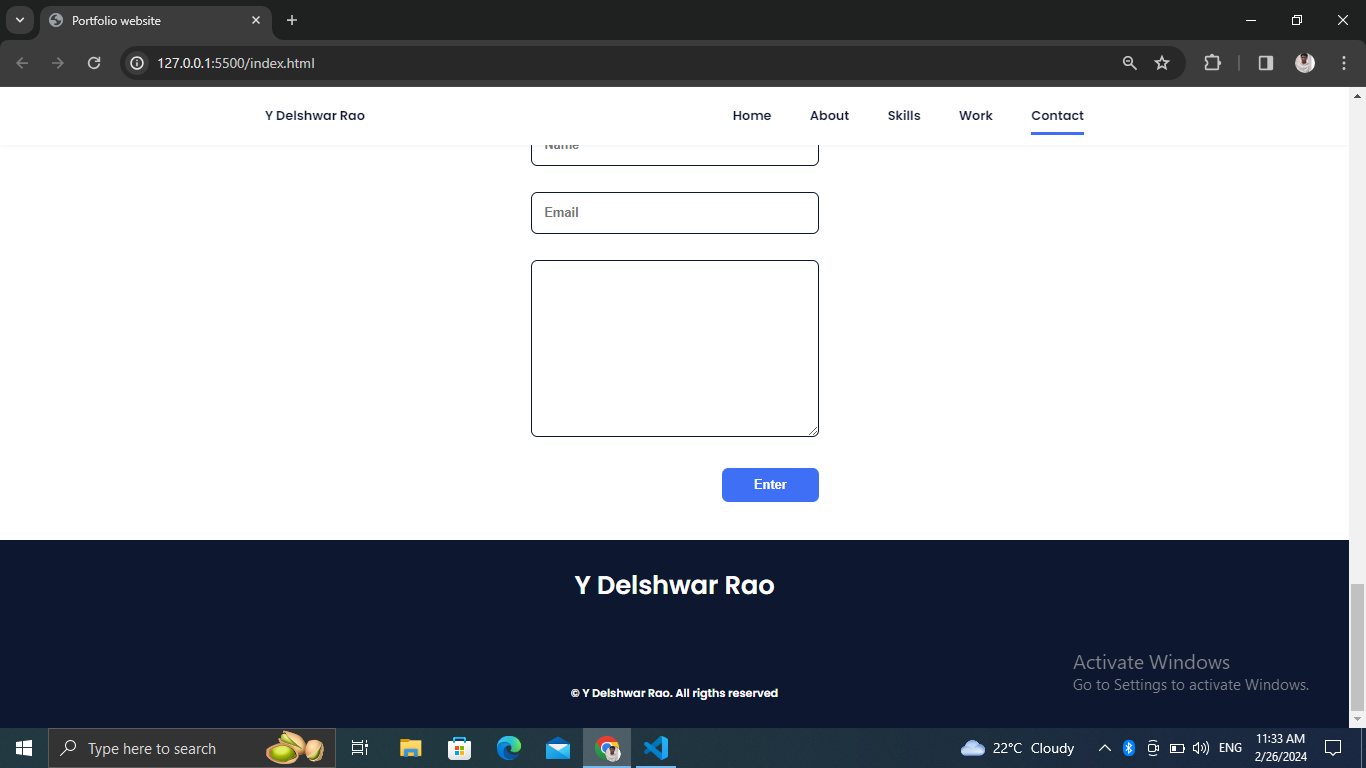 Portfolio website
127.0.0.1:5500/index.html
Y Delshwar Rao
Home About Skills Work Contact
Name
Email
Enter
Y Delshwar Rao
© Y Delshwar Rao. All rigths reserved
Activate Windows
Go to Settings to activate Windows.
Type here to search
22°C Cloudy
ENG
11:33 AM
2/26/2024